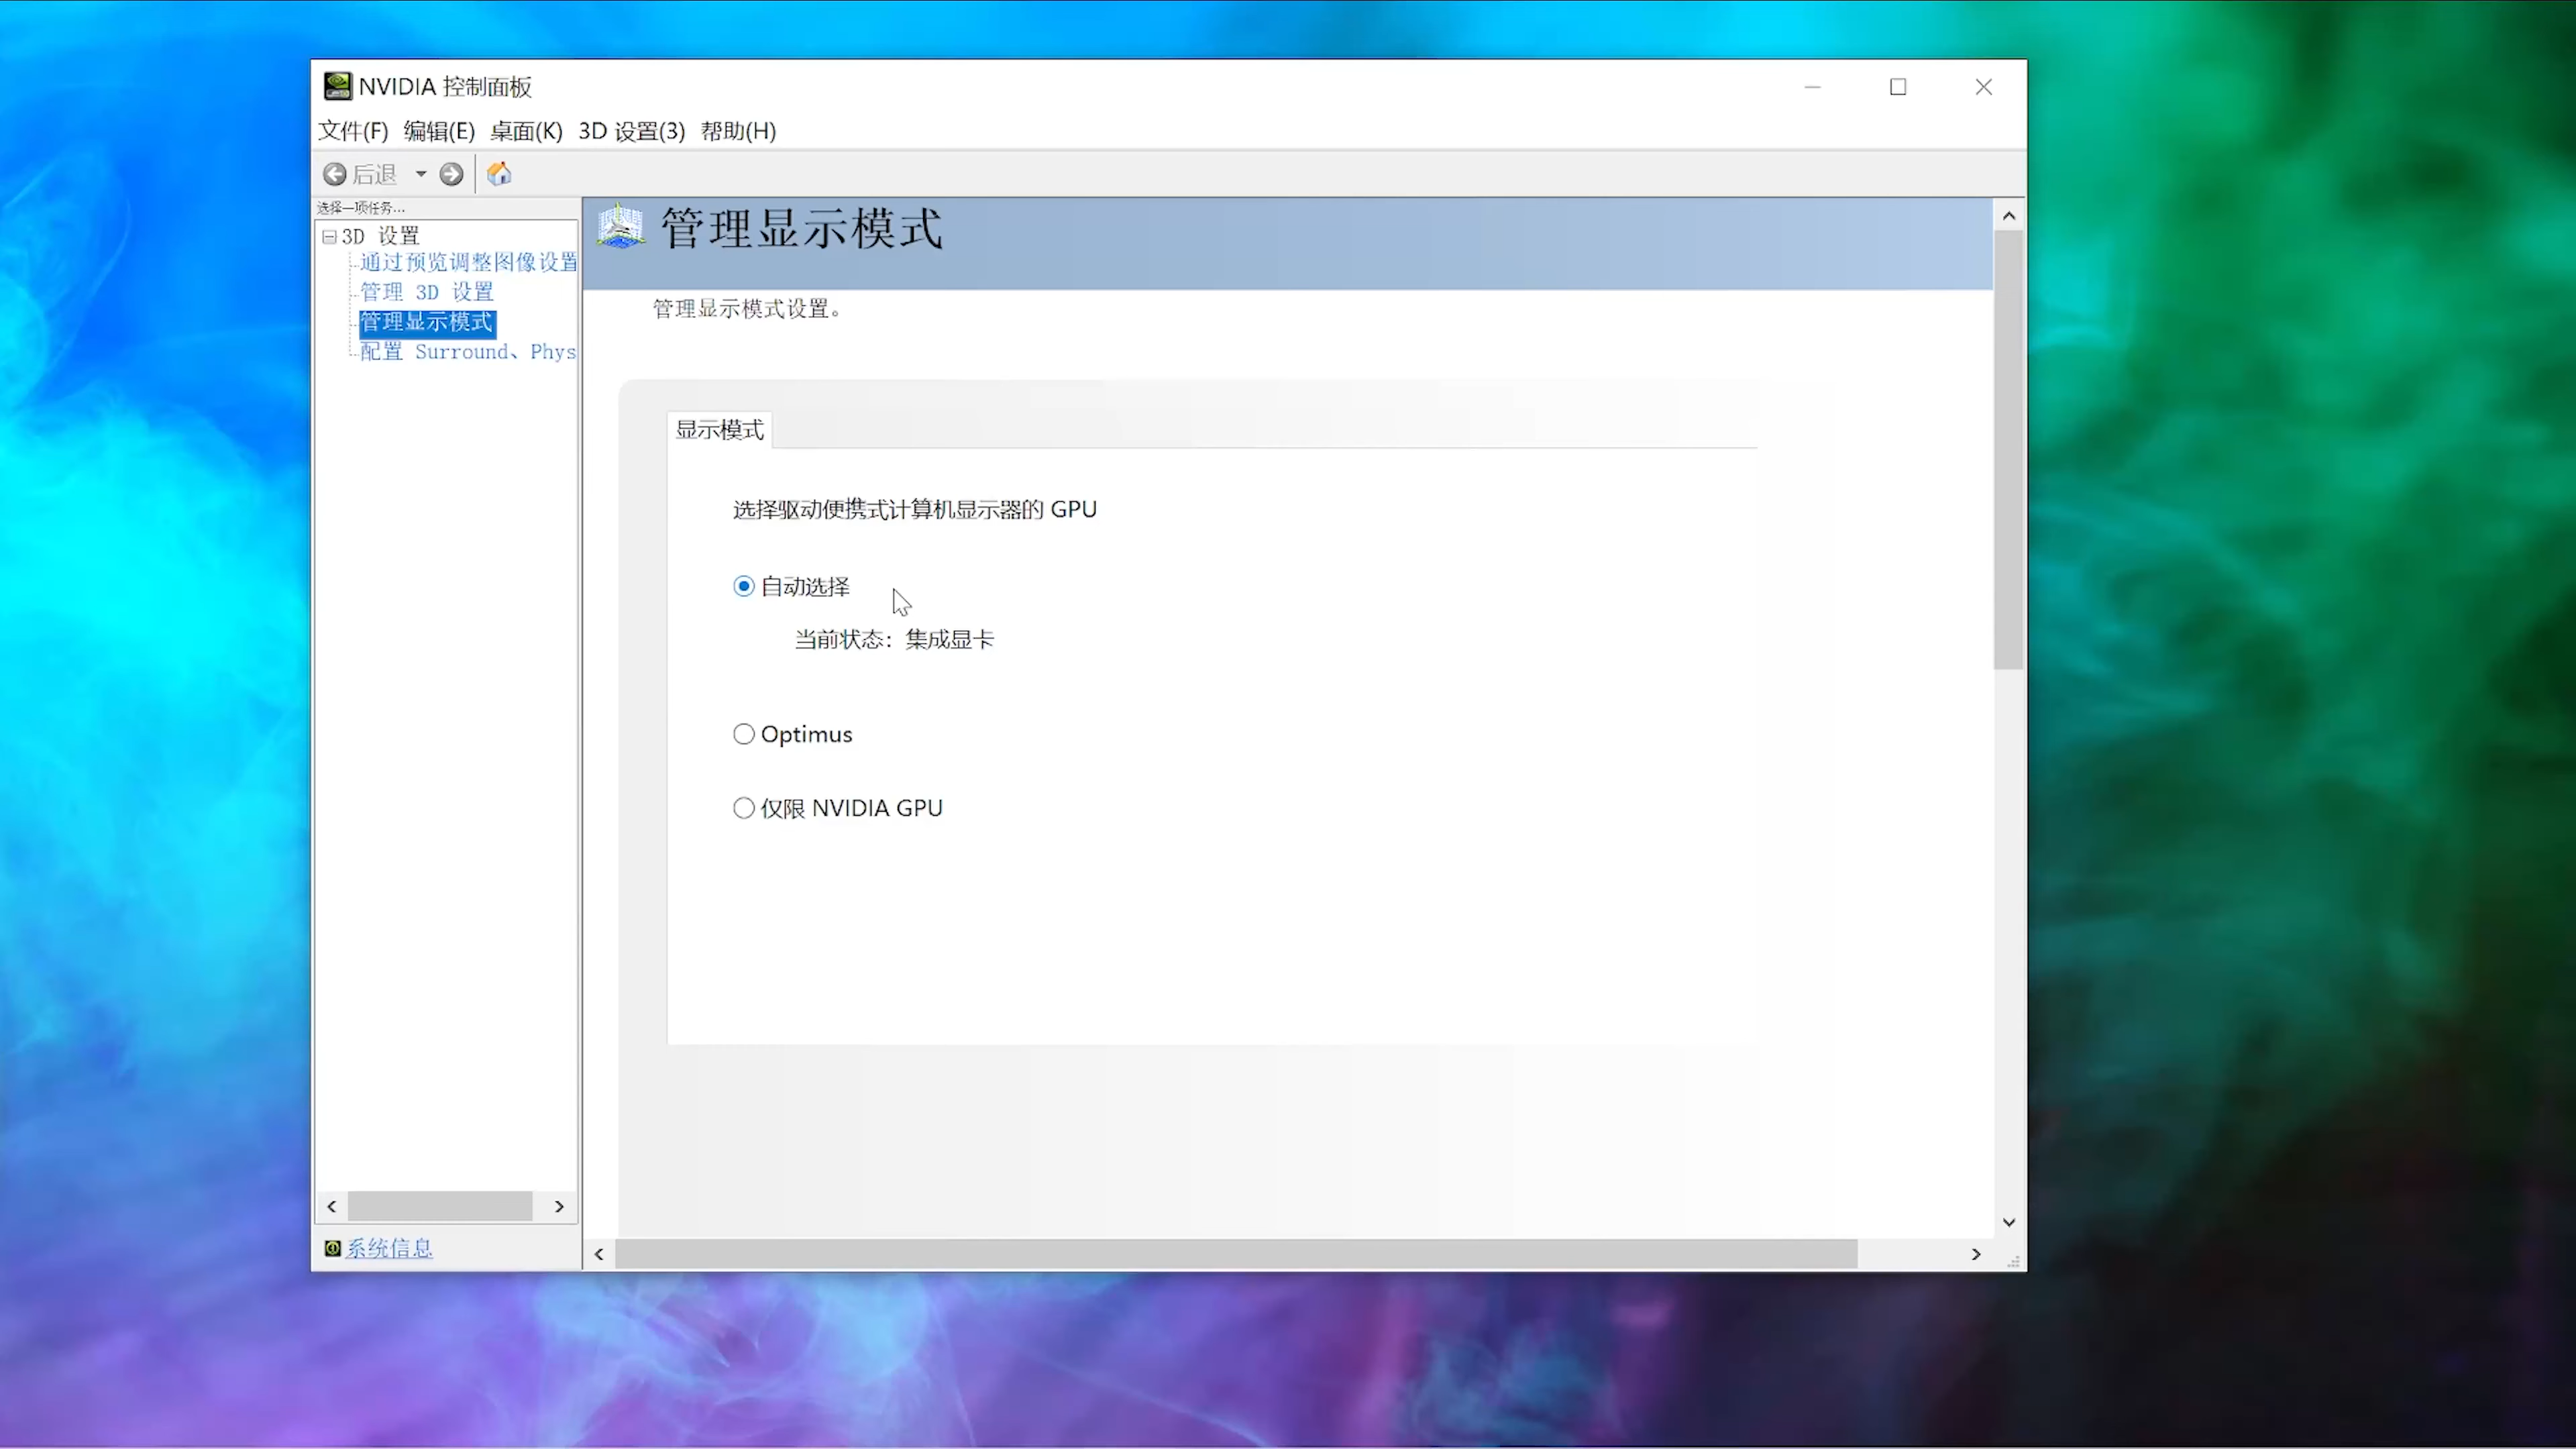 NVIDIA 控制面板
文件(F) 编辑(E) 桌面(K) 3D 设置(3) 帮助(H)
后退
选择一项任务...
3D 设置
通过预览调整图像设置
管理 3D 设置
管理显示模式
配置 Surround、Phys
系统信息
管理显示模式
管理显示模式设置。
显示模式
选择驱动便携式计算机显示器的 GPU
自动选择
当前状态：集成显卡
Optimus
仅限 NVIDIA GPU